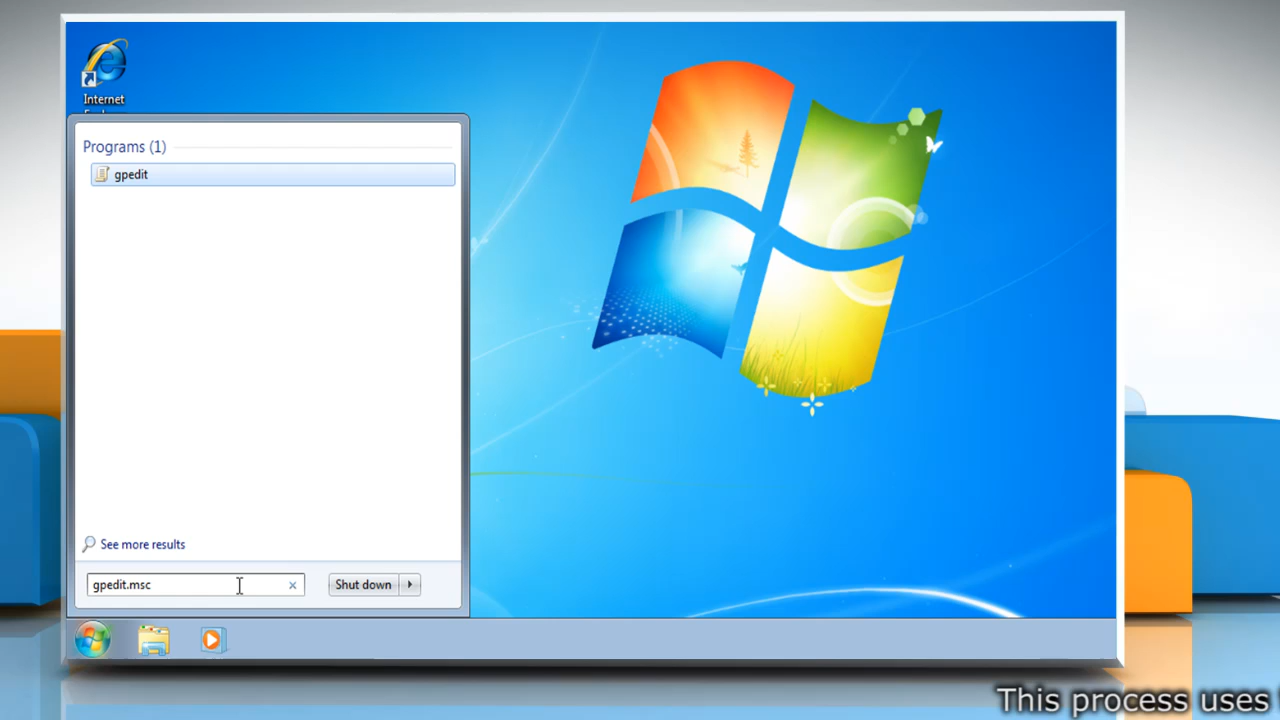 Internet
Programs (1)
gpedit
See more results
gpedit.msc
Shut down
This process uses